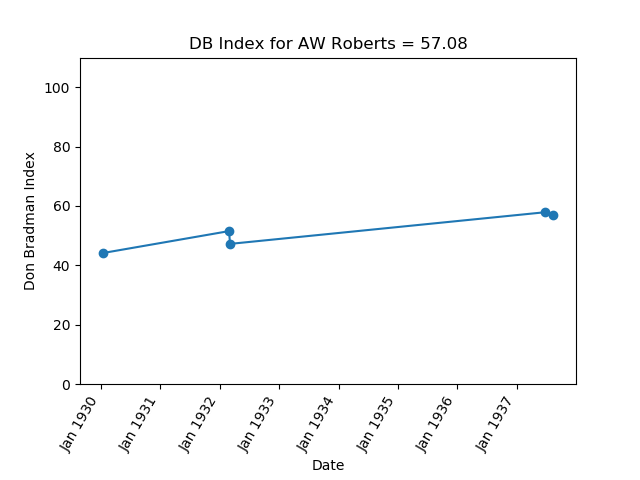 DB Index for AW Roberts = 57.08
100
80
60
40
20
0
Don Bradman Index
Jan 1930
Jan 1931
Jan 1932
Jan 1933
Jan 1934
Jan 1935
Jan 1936
Jan 1937
Date